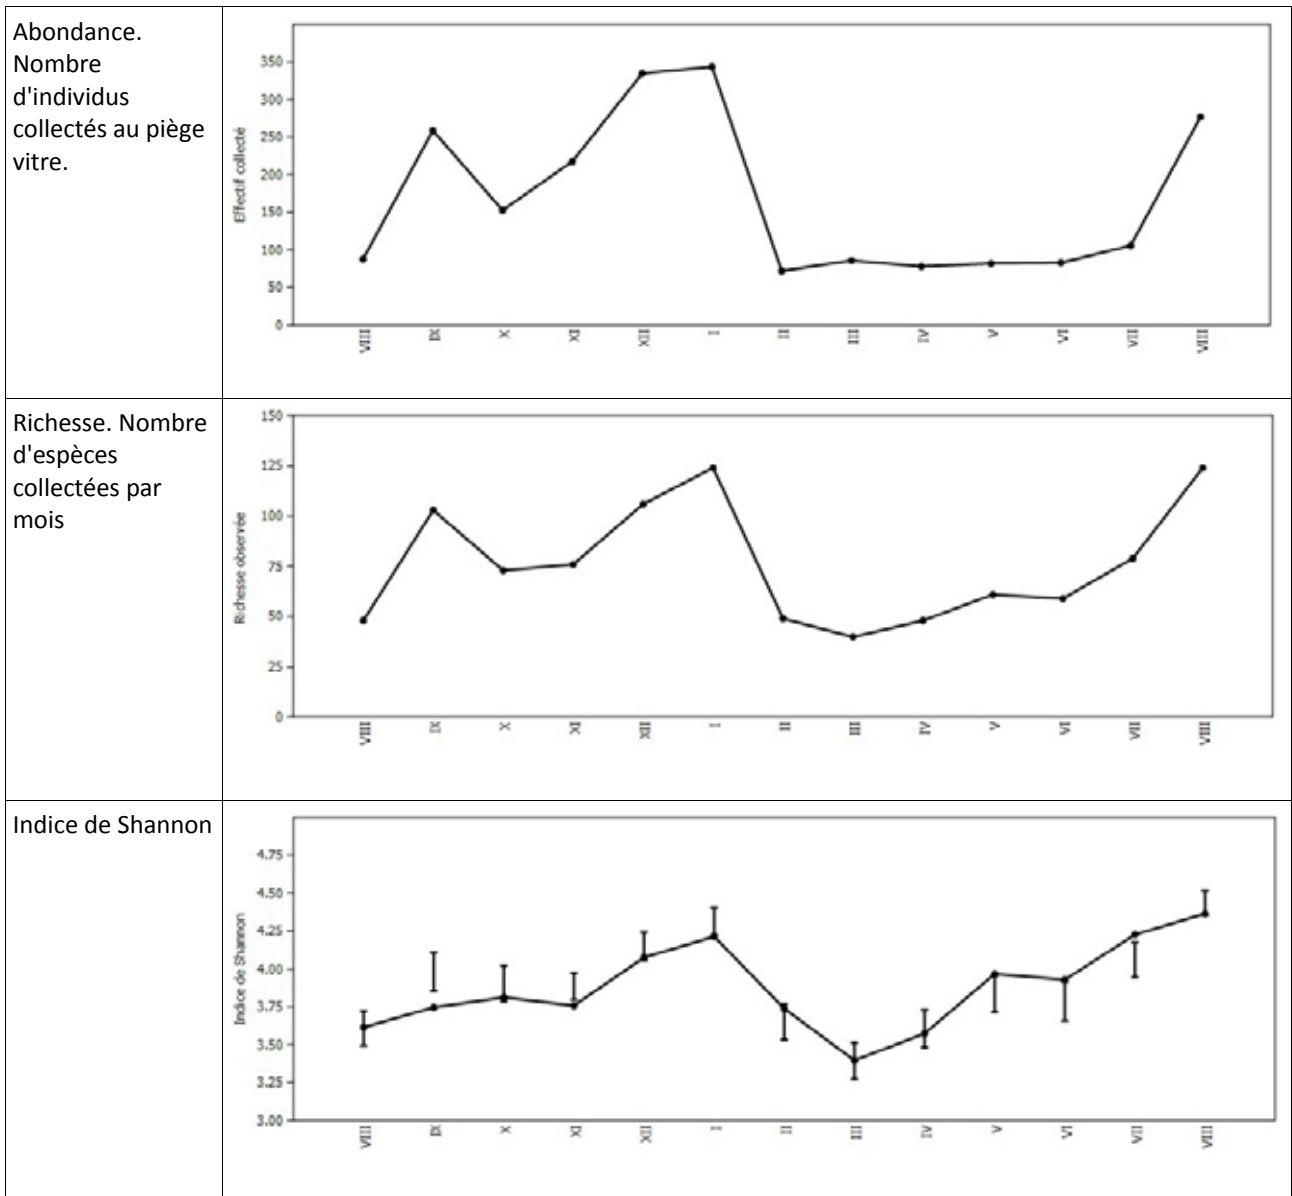 Abondance.
Nombre
d'individus
collectés au piège
vitre.
Effectif collecté
350
300
250
200
150
100
50
0
VIII
IX
X
XI
XII
I
II
III
IV
V
VI
VII
VIII
Richesse. Nombre
d'espèces
collectées par
mois
Richesse observée
150
125
100
75
50
25
0
VIII
IX
X
XI
XII
I
II
III
IV
V
VI
VII
VIII
Indice de Shannon
Indice de Shannon
4.75
4.50
4.25
4.00
3.75
3.50
3.25
3.00
VIII
IX
X
XI
XII
I
II
III
IV
V
VI
VII
VIII